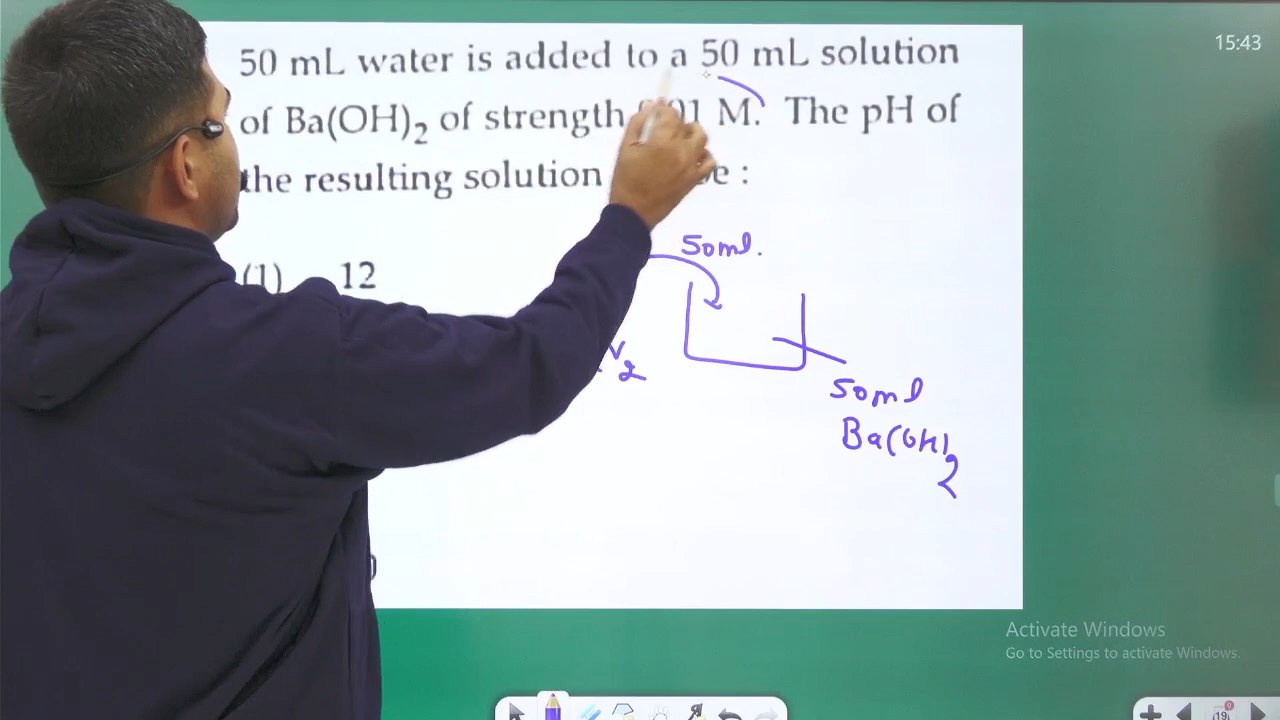 50 mL water is added to a 50 mL solution
of Ba(OH)2 of strength M. The pH of
the resulting solution :
(1) 12
50ml.
V2
50ml
Ba(OH)2
15:43
Activate Windows
Go to Settings to activate Windows.
19